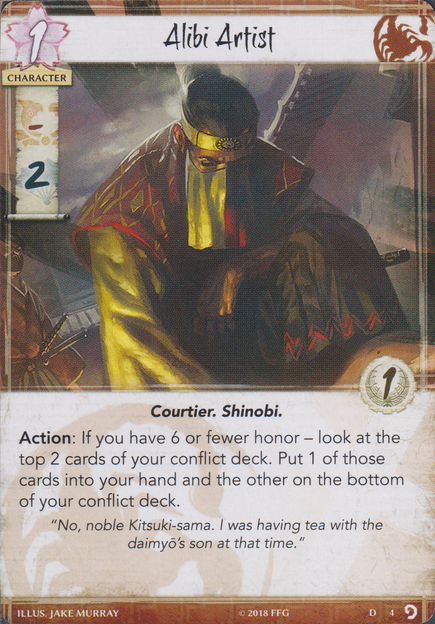 1
Alibi Artist
CHARACTER
-
2
1
Courtier. Shinobi.
Action: If you have 6 or fewer honor – look at the
top 2 cards of your conflict deck. Put 1 of those
cards into your hand and the other on the bottom
of your conflict deck.
“No, noble Kitsuki-sama. I was having tea with the
daimyō’s son at that time.”
ILLUS. JAKE MURRAY © 2018 FFG D 4